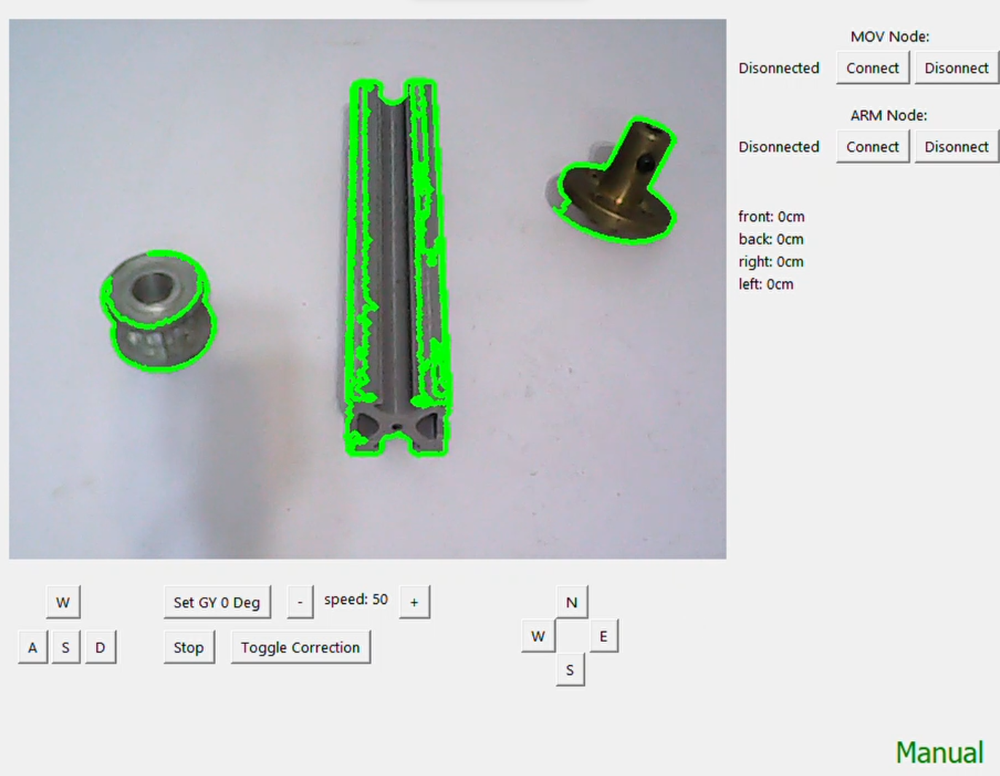 MOV Node:
Disonnected Connect Disonnect
ARM Node:
Disonnected Connect Disonnect
front: 0cm
back: 0cm
right: 0cm
left: 0cm
W Set GY 0 Deg - speed: 50 + N
W E
A S D Stop Toggle Correction
S
Manual